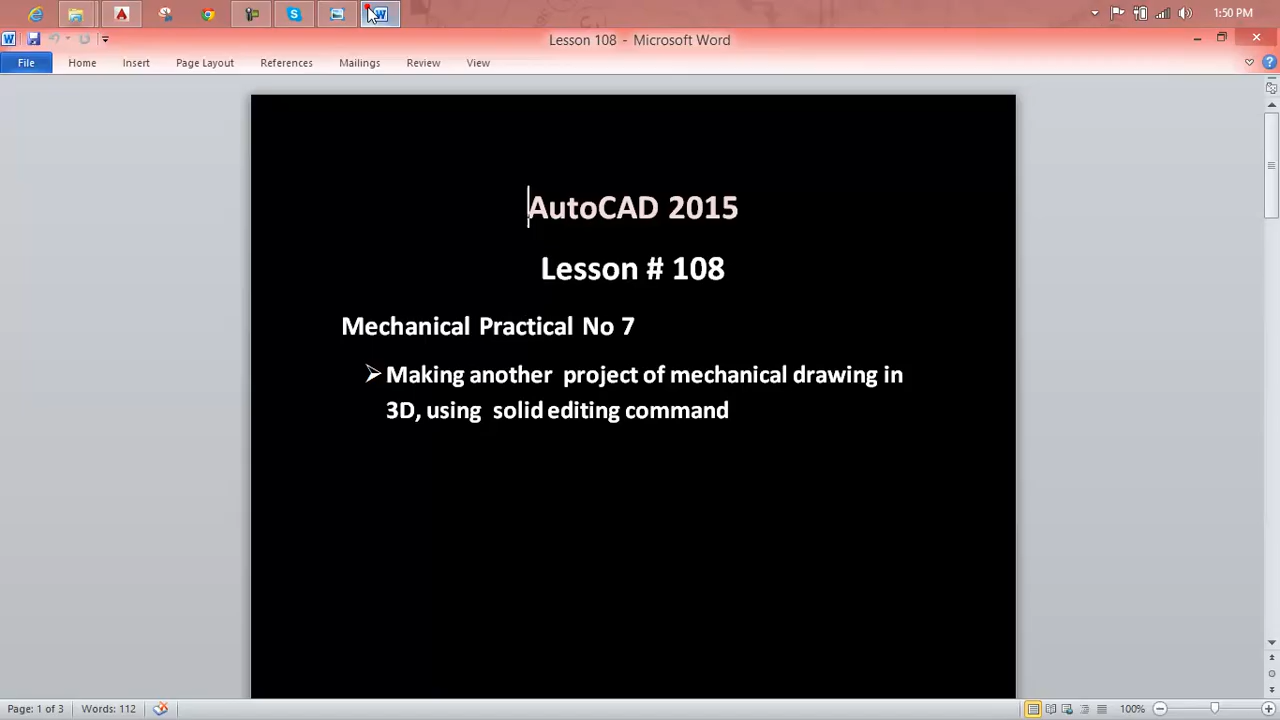 1:50 PM
Lesson 108 - Microsoft Word
File Home Insert Page Layout References Mailings Review View
AutoCAD 2015
Lesson # 108
Mechanical Practical No 7
Making another project of mechanical drawing in
3D, using solid editing command
Page: 1 of 3 Words: 112 100%